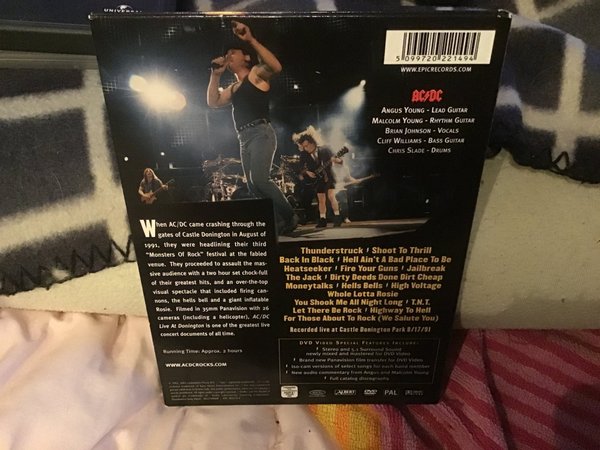 UNIVERSAL
5 099720 221494
WWW.EPICRECORDS.COM
AC/DC
Angus Young - Lead Guitar
Malcolm Young - Rhythm Guitar
Brian Johnson - Vocals
Cliff Williams - Bass Guitar
Chris Slade - Drums
When AC/DC came crashing through the
gates of Castle Donington in August of
1991, they were headlining their third
"Monsters Of Rock" festival at the fabled
venue. They proceeded to assault the mas-
sive audience with a two hour set chock-full
of their greatest hits, and an over-the-top
visual spectacle that included firing can-
nons, the hells bell and a giant inflatable
Rosie. Filmed in 35mm Panavision with 26
cameras (including a helicopter), AC/DC
Live At Donington is one of the greatest live
concert documents of all time.
Running Time: Approx. 2 hours
www.ACDCROCKS.com
Thunderstruck / Shoot To Thrill
Back In Black / Hell Ain't A Bad Place To Be
Heatseeker / Fire Your Guns / Jailbreak
The Jack / Dirty Deeds Done Dirt Cheap
Moneytalks / Hells Bells / High Voltage
Whole Lotta Rosie
You Shook Me All Night Long / T.N.T.
Let There Be Rock / Highway To Hell
For Those About To Rock (We Salute You)
Recorded live at Castle Donington Park 8/17/91
DVD Video Special Features Include:
Stereo and 5.1 Surround Sound
newly mixed and mastered for DVD Video.
Brand new Panavision film transfer for DVD Video.
Iso-cam versions of select songs for each band member
New audio commentary from Angus and Malcolm Young
Full catalog discography
ALBERT
DVD
PAL